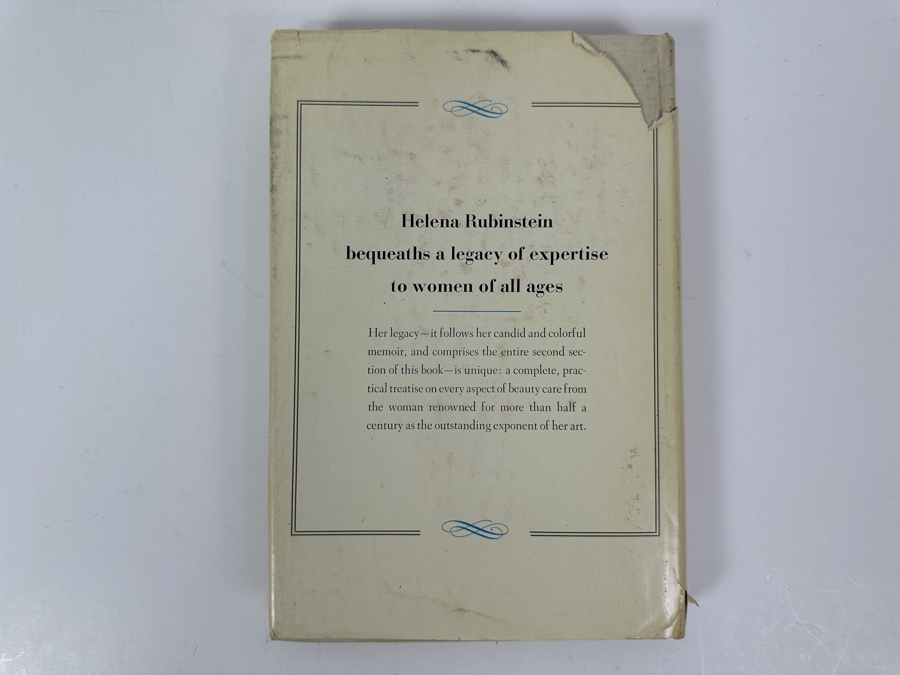 Helena Rubinstein
bequeaths a legacy of expertise
to women of all ages
Her legacy—it follows her candid and colorful
memoir, and comprises the entire second sec-
tion of this book—is unique: a complete, prac-
tical treatise on every aspect of beauty care from
the woman renowned for more than half a
century as the outstanding exponent of her art.